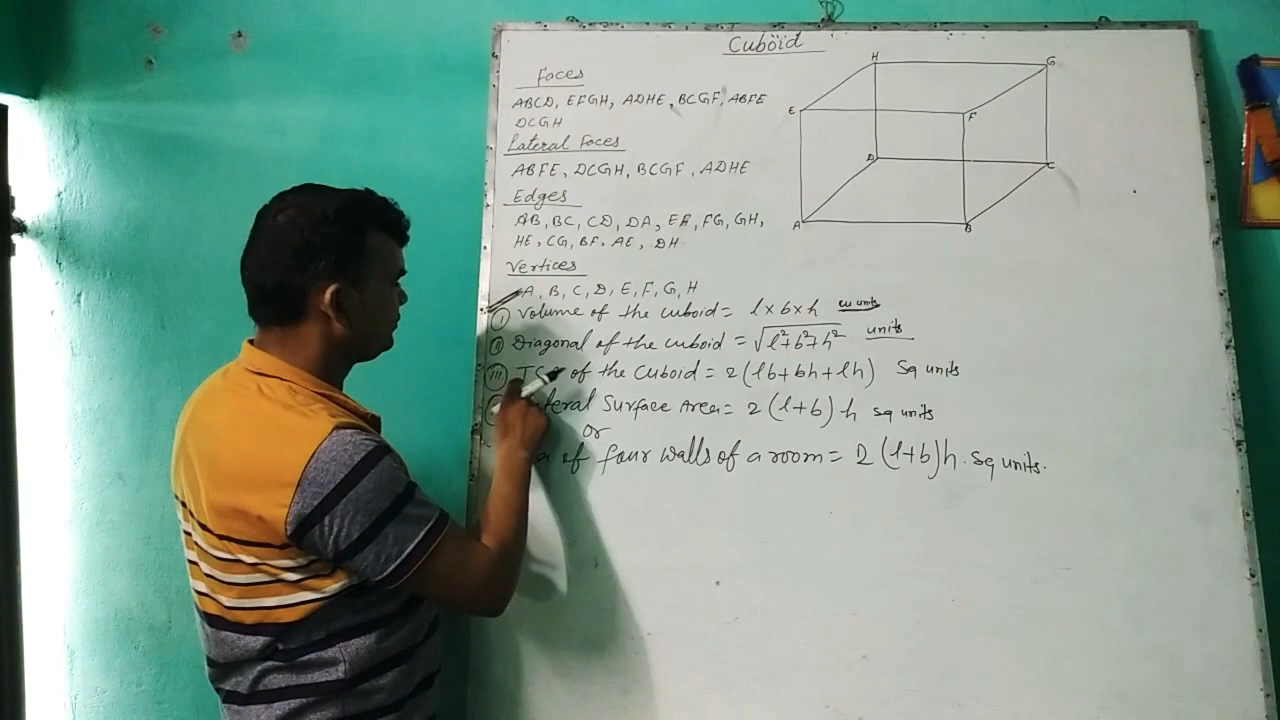 Cuboid
Faces
ABCD, EFGH, ADHE, BCGF, ABFE
DCGH
Lateral Faces
ABFE, DCGH, BCGF, ADHE
Edges
AB, BC, CD, DA, EF, FG, GH,
HE, CG, BF, AE, DH
Vertices
A, B, C, D, E, F, G, H
(i) Volume of the cuboid = l×b×h cu units
(ii) Diagonal of the cuboid = √l²+b²+h² units
(iii) TSA of the Cuboid = 2(lb+bh+lh) Sq units
Surface Area = 2(l+b)h sq units
or
of four walls of a room = 2(l+b)h. Sq units.
H
G
E
F
D
C
A
B